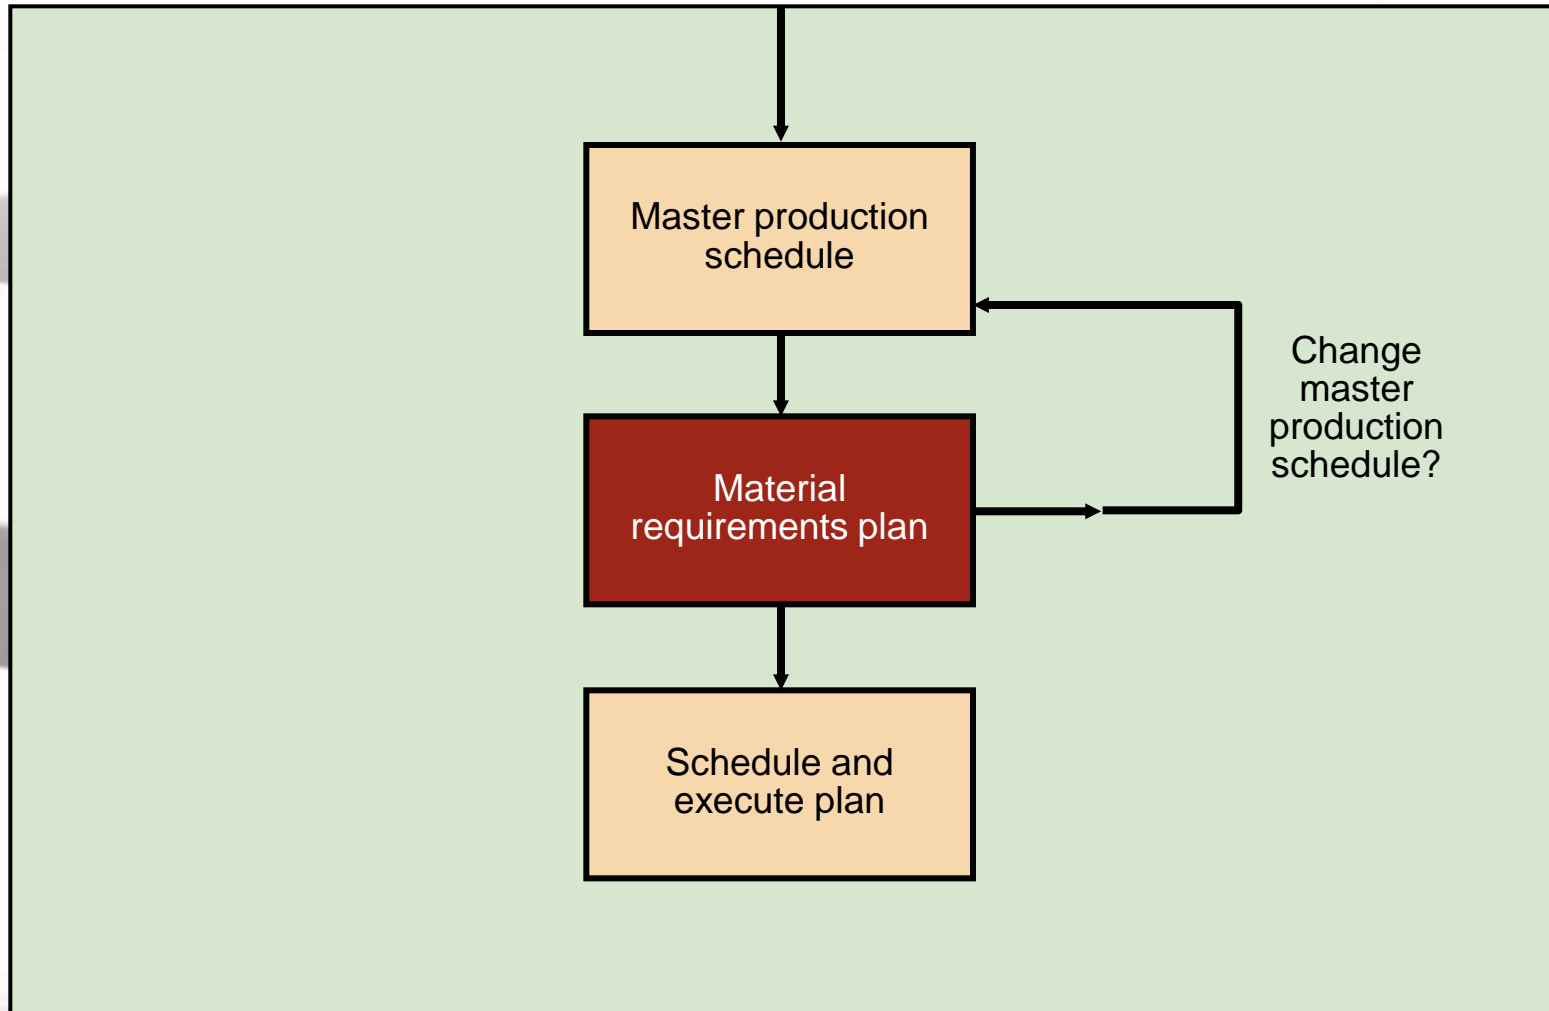 Master production
schedule
Change
master
production
schedule?
Material
requirements plan
Schedule and
execute plan